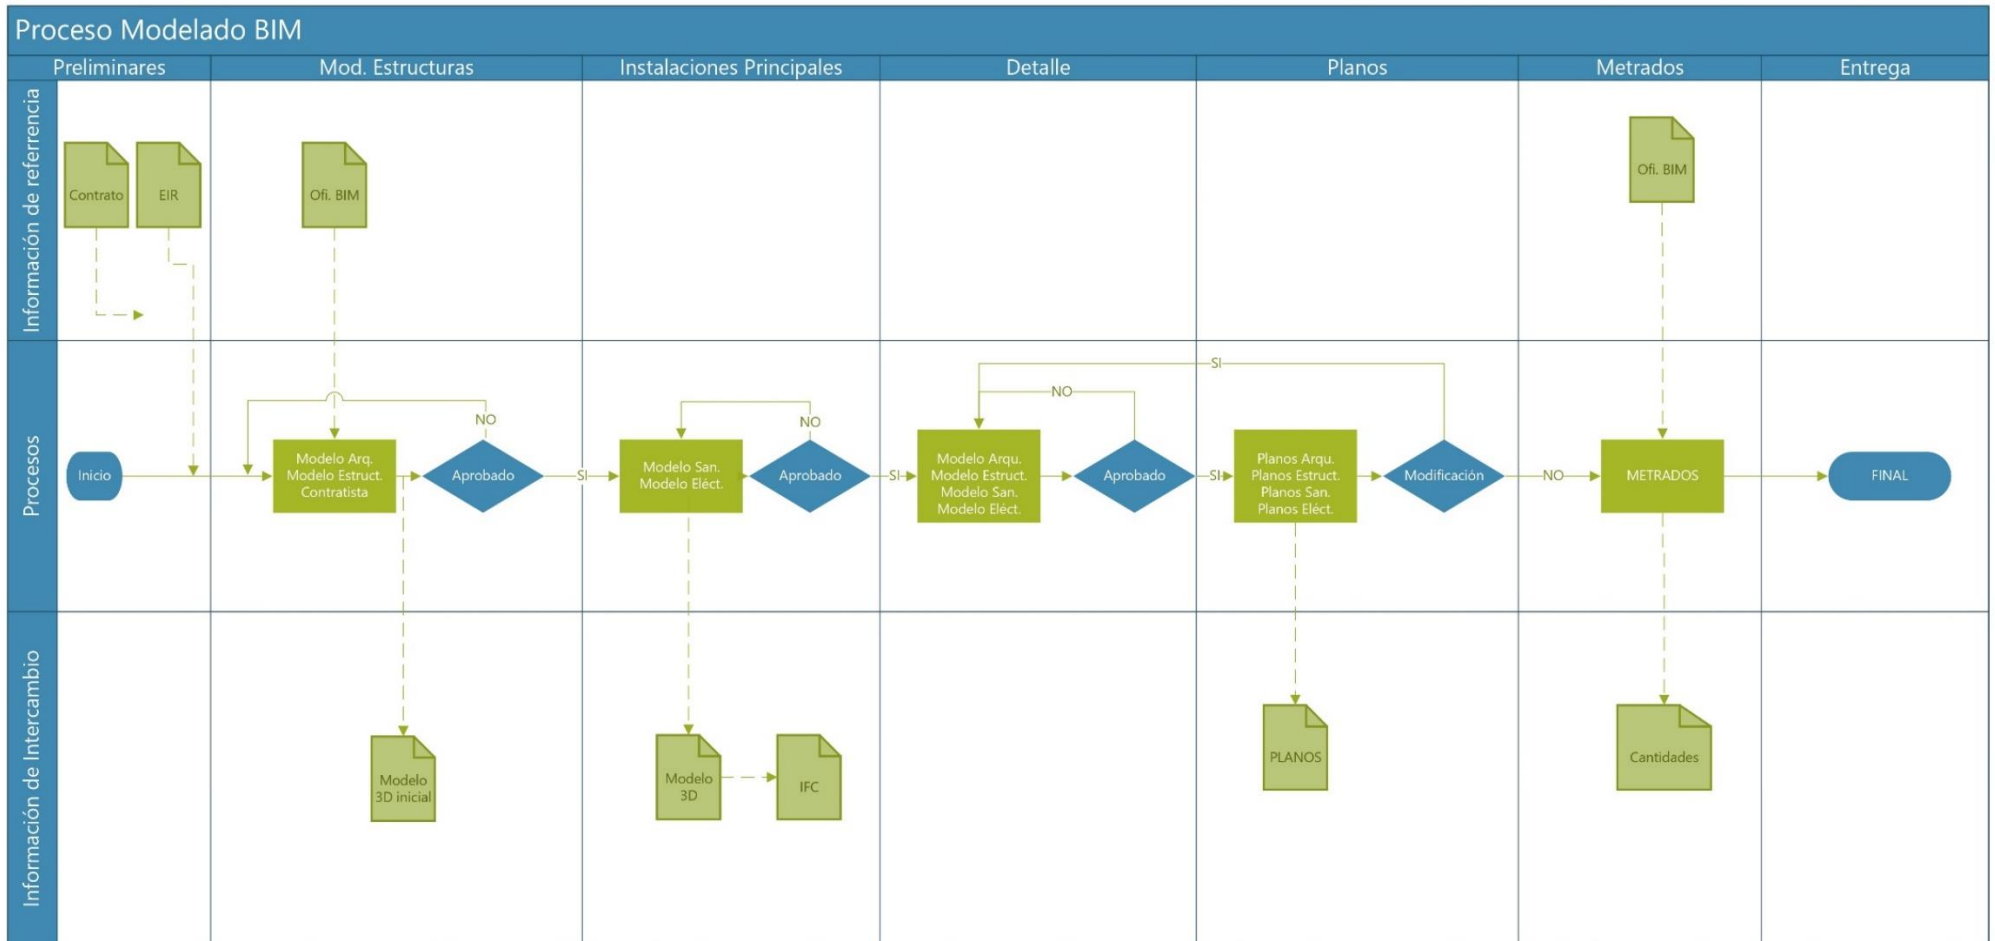 Proceso Modelado BIM
Preliminares
Mod. Estructuras
Instalaciones Principales
Detalle
Planos
Metrados
Entrega
Información de referrencia
Contrato
EIR
Ofi. BIM
Ofi. BIM
Procesos
Inicio
Modelo Arq.
Modelo Estruct.
Contratista
NO
Aprobado
SI
Modelo San.
Modelo Eléct.
NO
Aprobado
SI
Modelo Arqu.
Modelo Estruct.
Modelo San.
Modelo Eléct.
NO
Aprobado
SI
SI
Planos Arqu.
Planos Estruct.
Planos San.
Planos Eléct.
Modificación
NO
METRADOS
FINAL
Información de Intercambio
Modelo
3D inicial
Modelo
3D
IFC
PLANOS
Cantidades